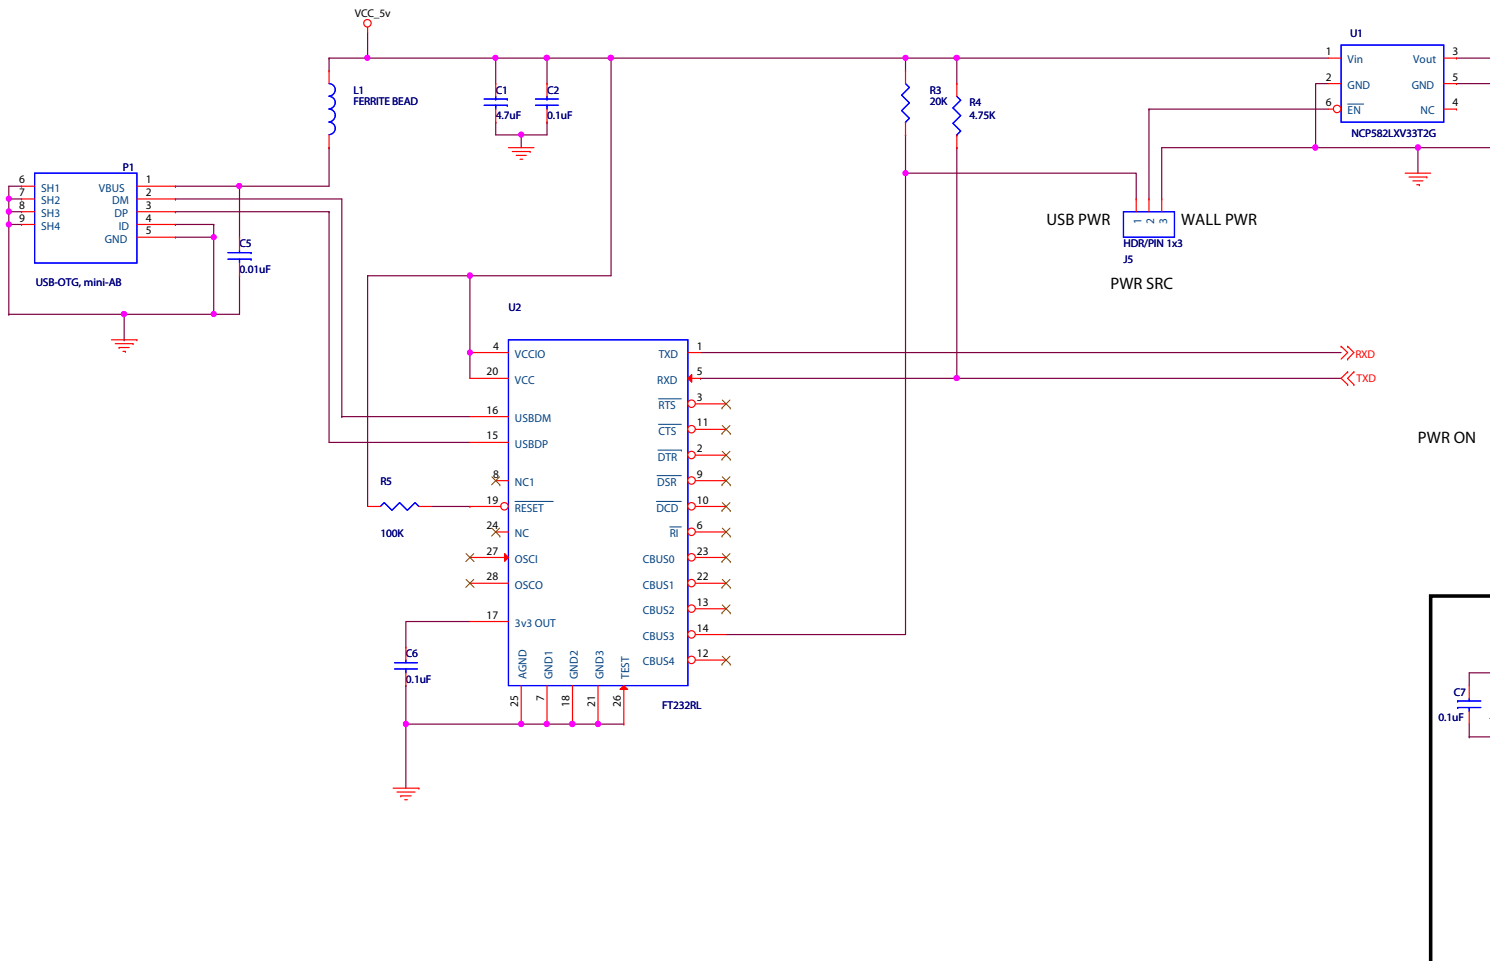 VCC_5v
L1
FERRITE BEAD
C1
4.7uF
C2
0.1uF
R3
20K
R4
4.75K
U1
1 Vin Vout 3
2 GND GND 5
6 EN NC 4
NCP582LXV33T2G
P1
6 SH1 VBUS 1
7 SH2 DM 2
8 SH3 DP 3
9 SH4 ID 4
GND 5
USB-OTG, mini-AB
C5
0.01uF
USB PWR 1 2 3 WALL PWR
HDR/PIN 1x3
J5
PWR SRC
U2
4 VCCIO TXD 1
20 VCC RXD 5
RTS 3
16 USBDM CTS 11
15 USBDP DTR 2
8 NC1 DSR 9
19 RESET DCD 10
24 NC RI 6
27 OSCI CBUS0 23
28 OSCO CBUS1 22
CBUS2 13
17 3v3 OUT CBUS3 14
CBUS4 12
AGND GND1 GND2 GND3 TEST
25 7 18 21 26
FT232RL
RXD
TXD
PWR ON
R5
100K
C6
0.1uF
C7
0.1uF